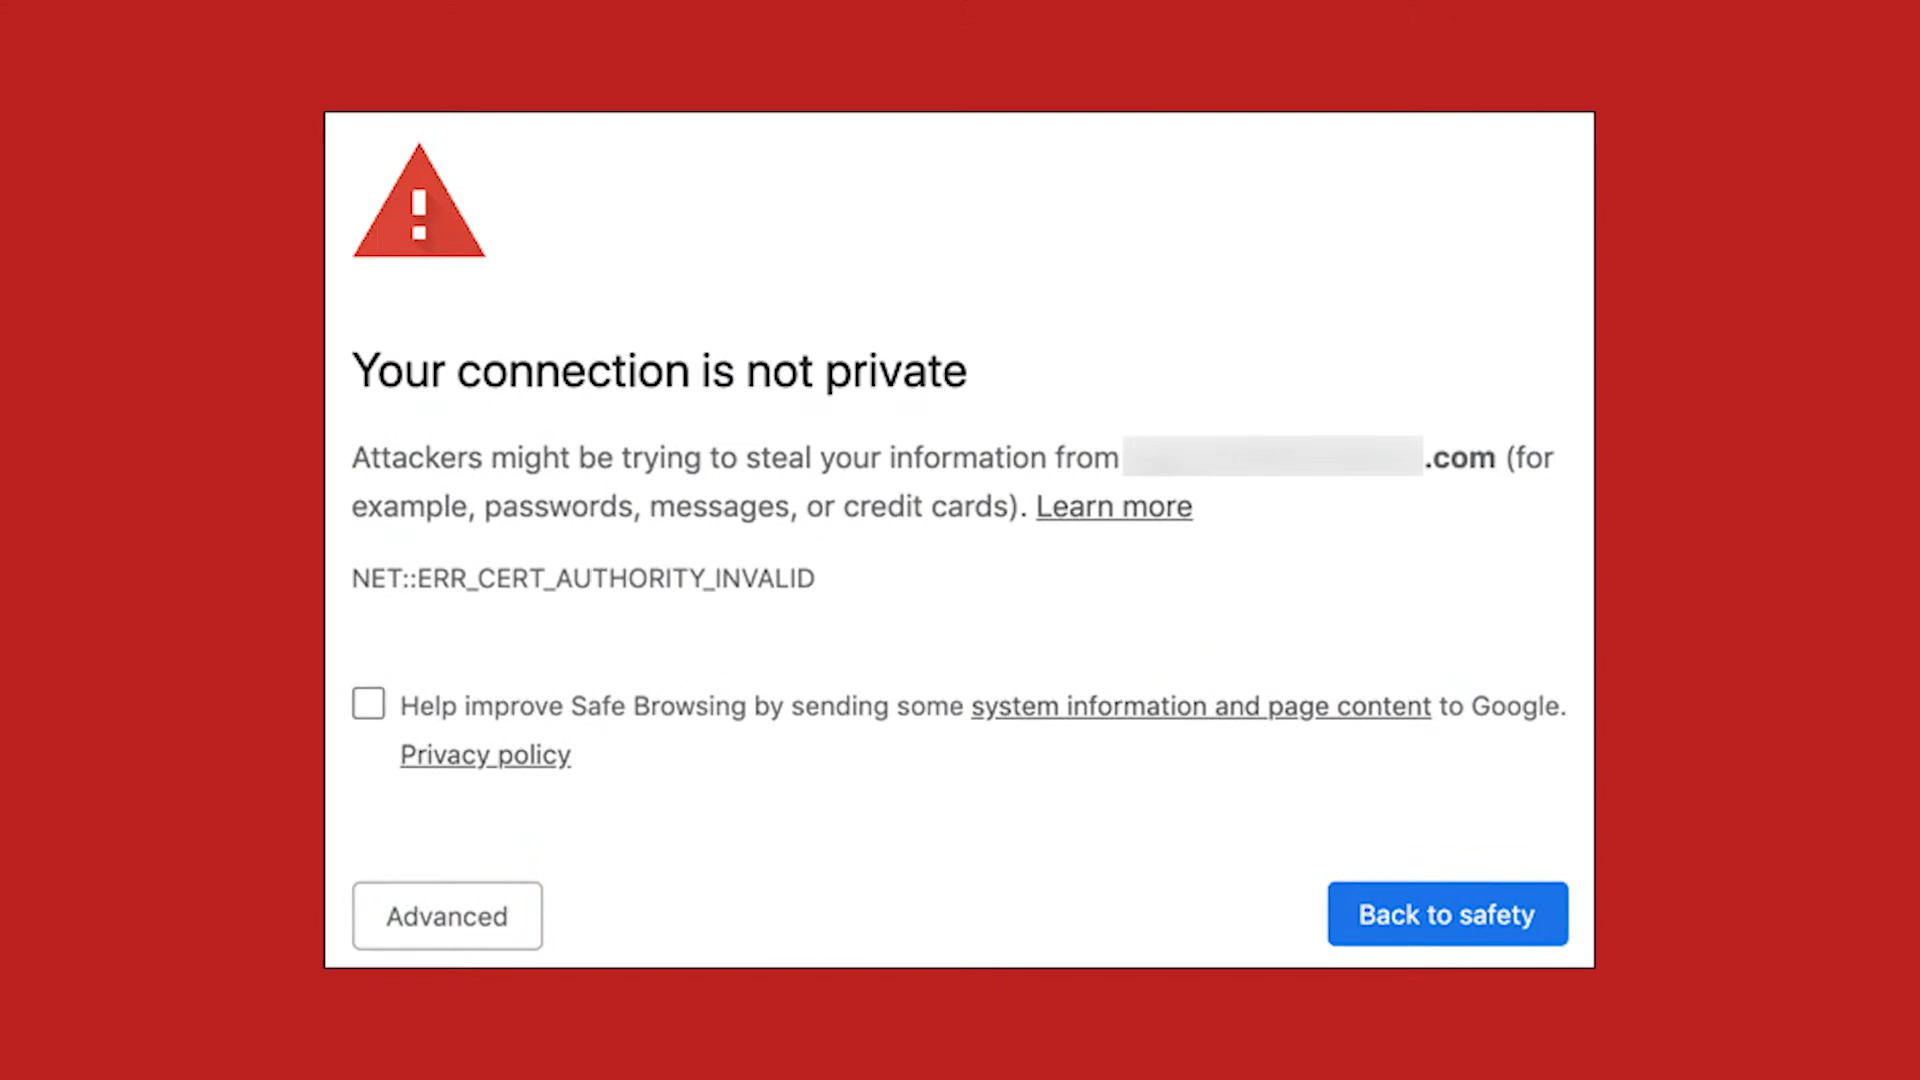 Your connection is not private
Attackers might be trying to steal your information from .com (for
example, passwords, messages, or credit cards). Learn more
NET::ERR_CERT_AUTHORITY_INVALID
Help improve Safe Browsing by sending some system information and page content to Google.
Privacy policy
Advanced
Back to safety